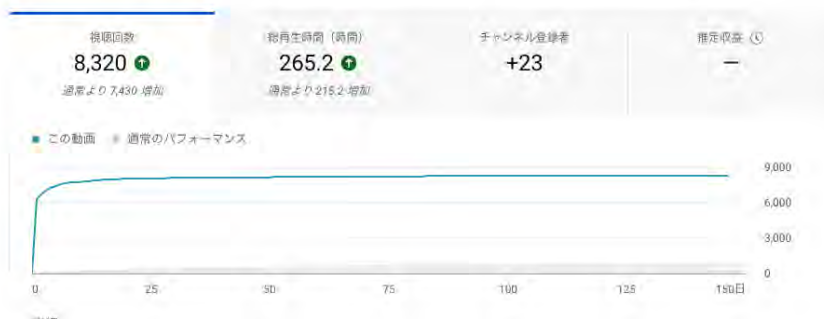 視聴回数
8,320
通常より 7,430 増加
総再生時間（時間）
265.2
通常より 215.2 増加
チャンネル登録者
+23
推定収益
—
この動画 通常のパフォーマンス
9,000
6,000
3,000
0
0 25 50 75 100 125 150日